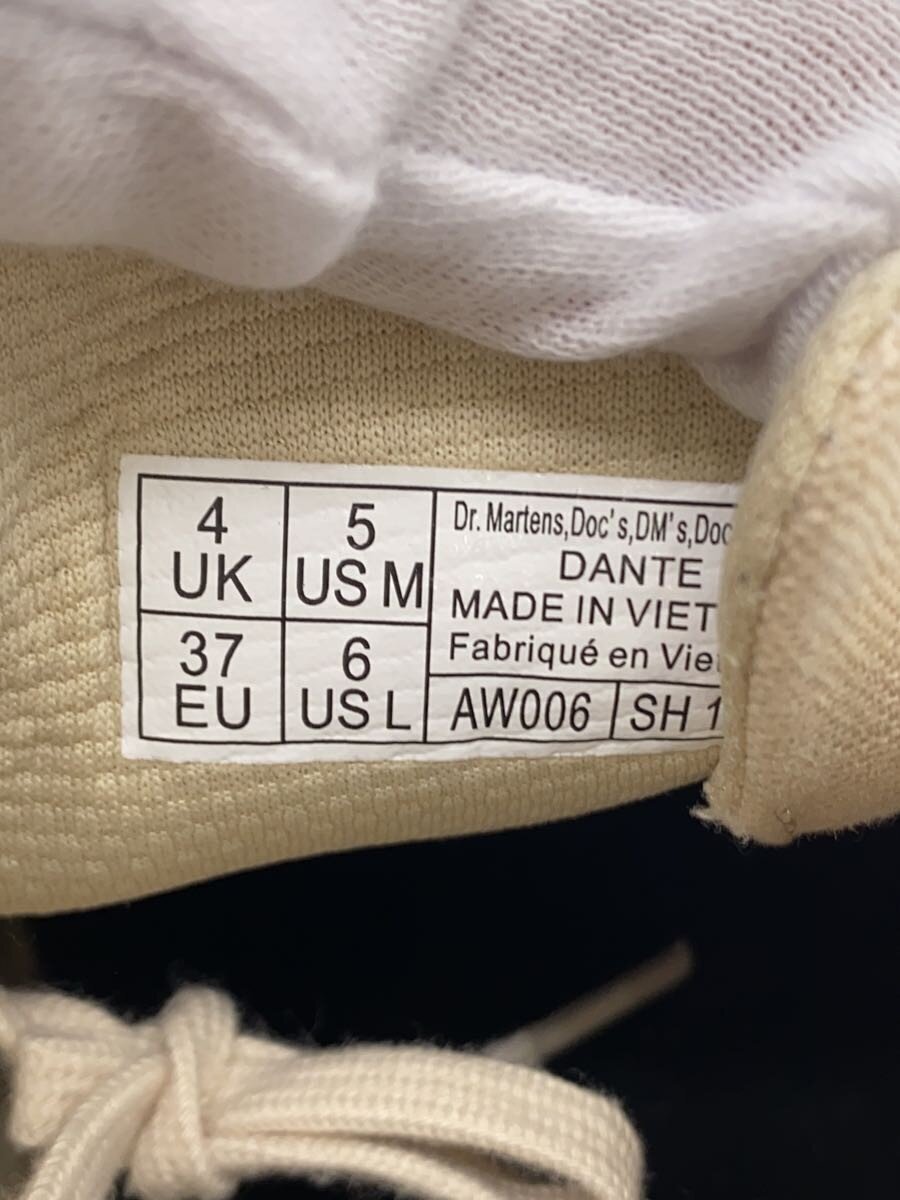 4
UK
5
US M
37
EU
6
US L
Dr. Martens,Doc's,DM's,Doc
DANTE
MADE IN VIET
Fabriqué en Vie
AW006
SH 1